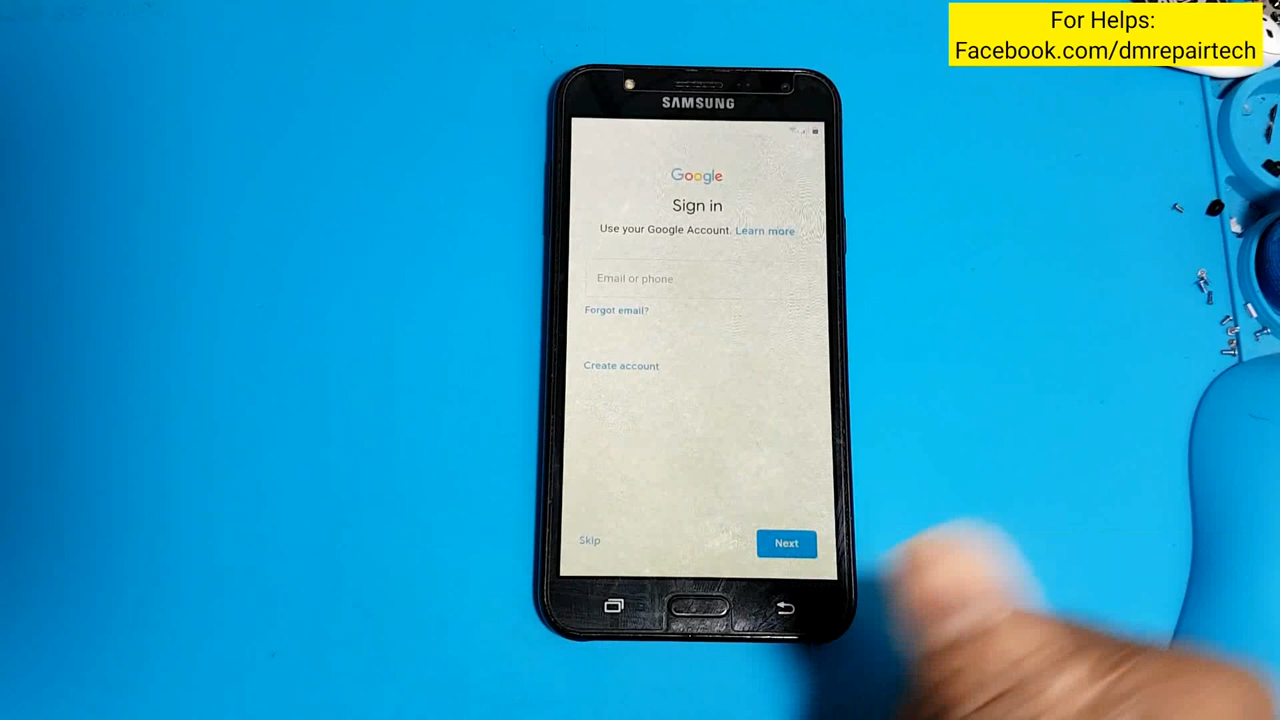 For Helps:
Facebook.com/dmrepairtech
SAMSUNG
Google
Sign in
Use your Google Account. Learn more
Email or phone
Forgot email?
Create account
Skip
Next